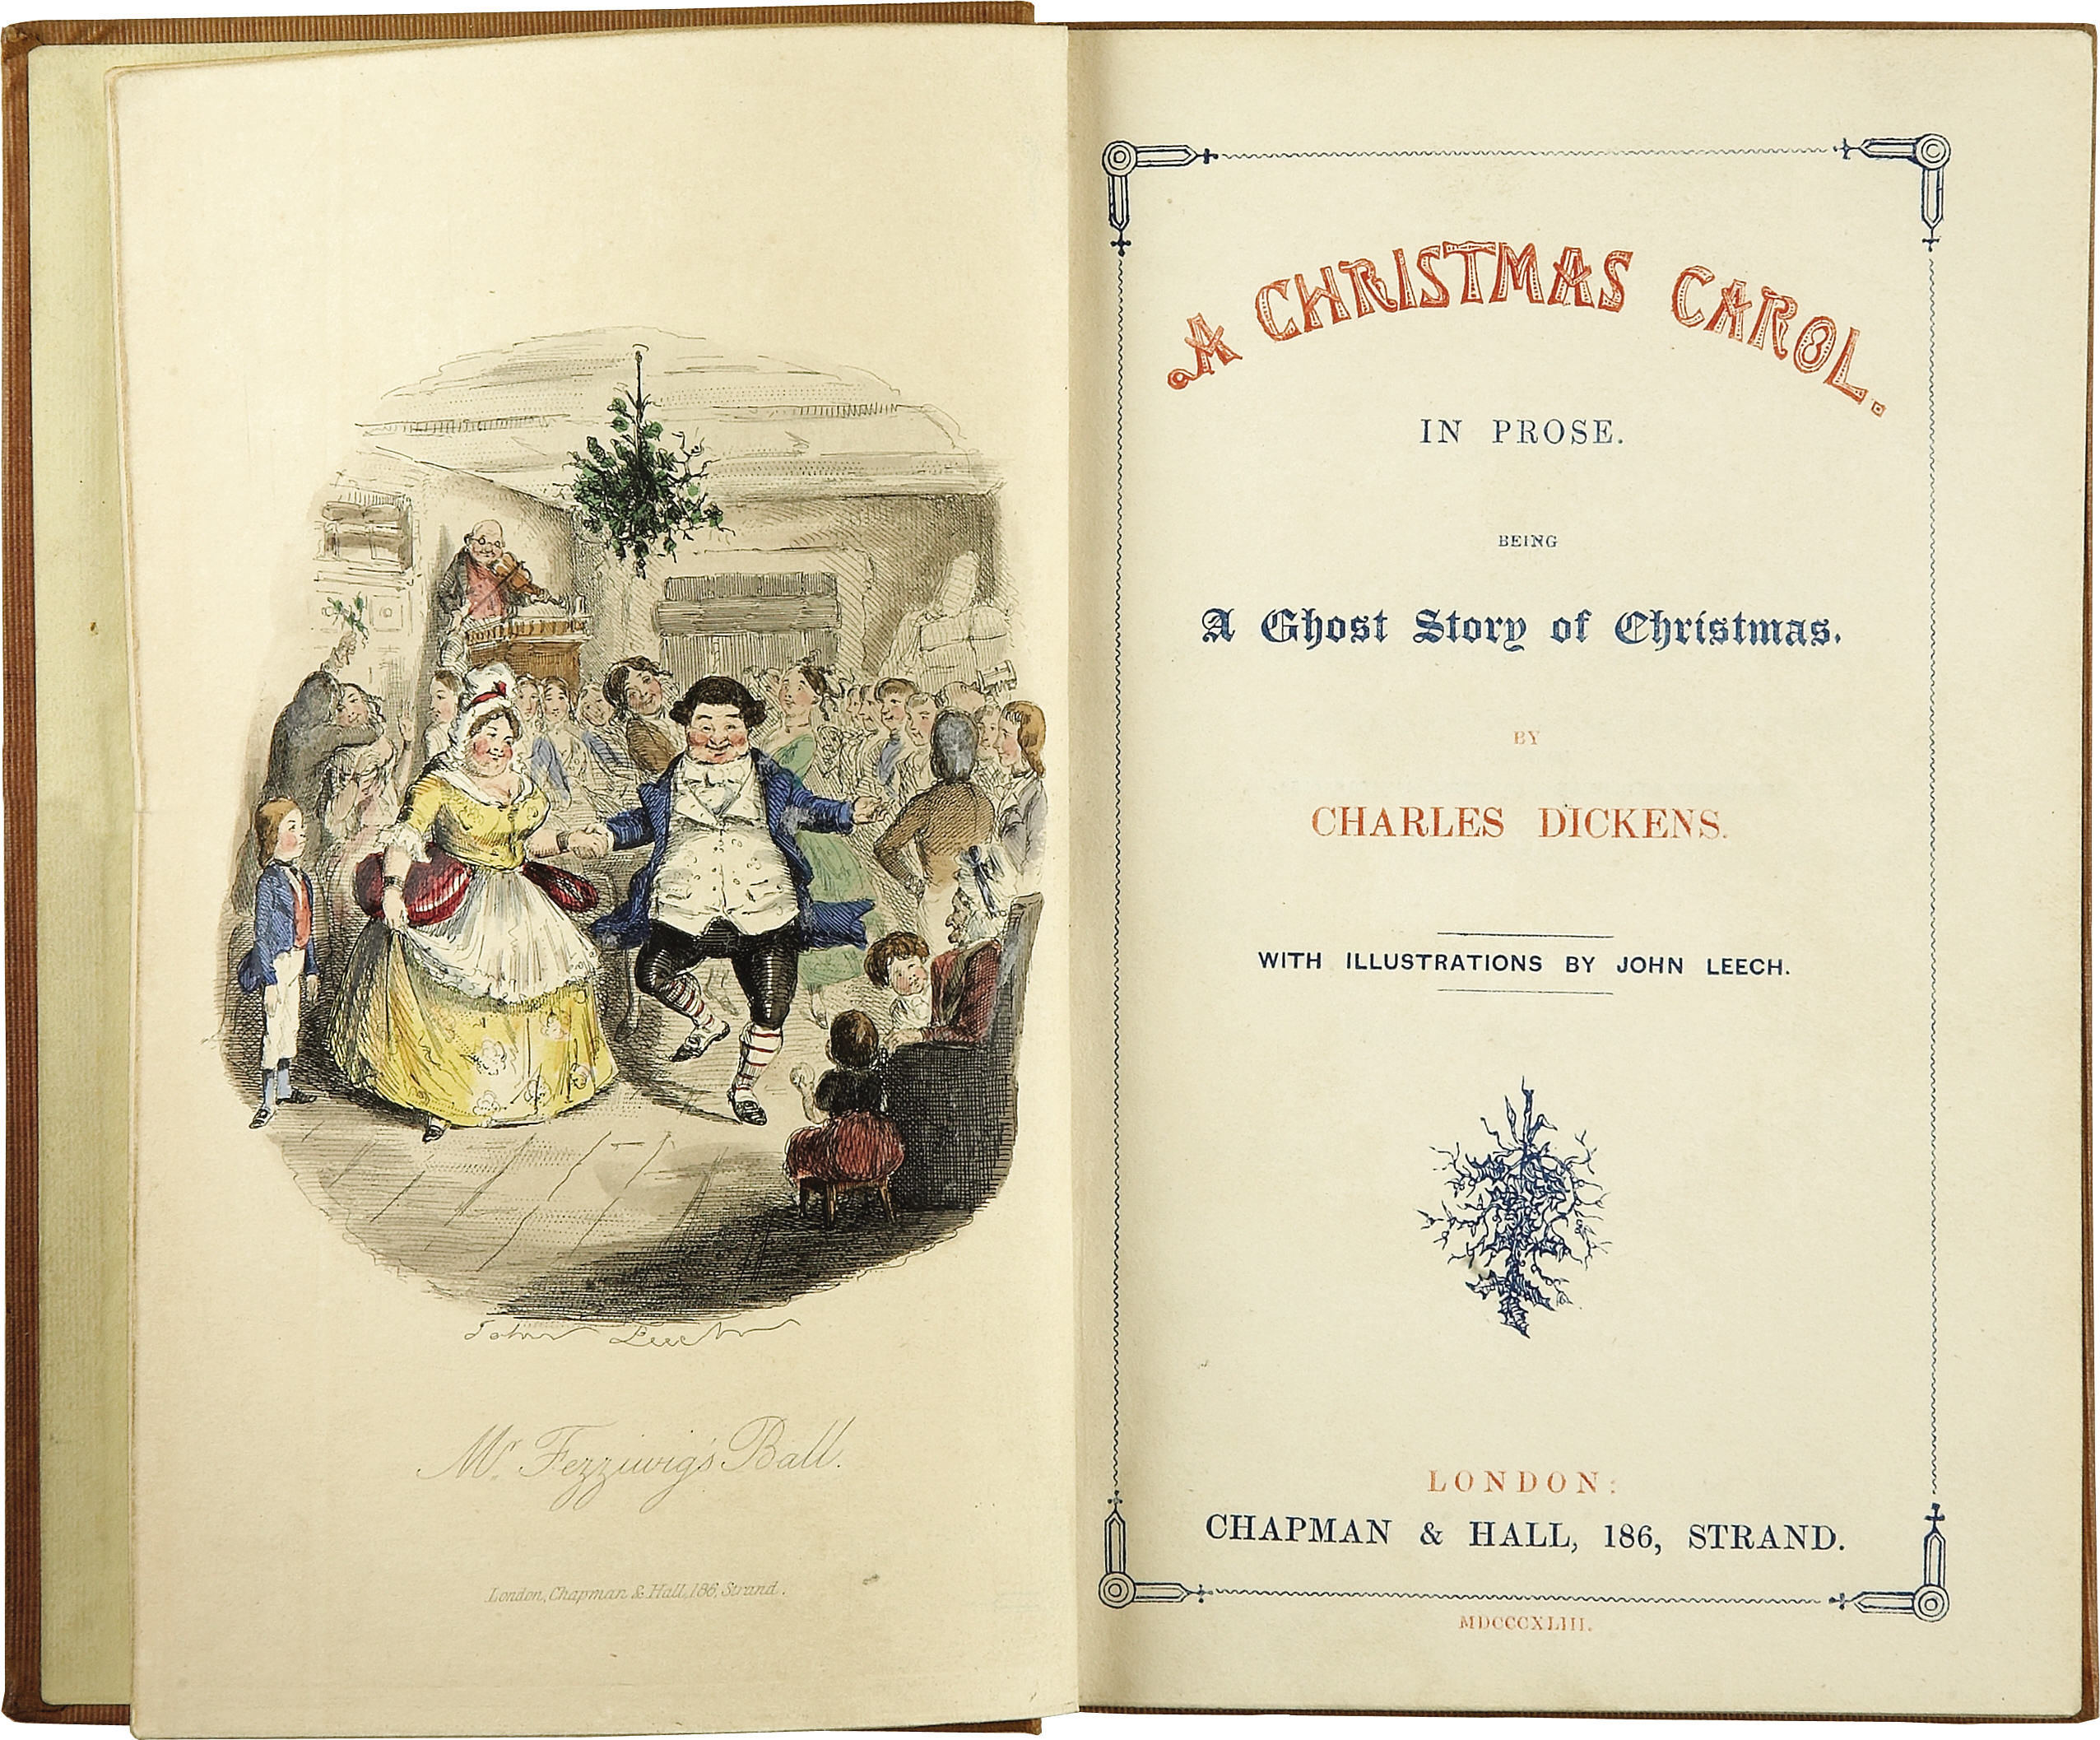 John Leech
Mr. Fezziwig's Ball.
London, Chapman & Hall, 186, Strand.
A CHRISTMAS CAROL.
IN PROSE.
BEING
A Ghost Story of Christmas.
BY
CHARLES DICKENS.
WITH ILLUSTRATIONS BY JOHN LEECH.
LONDON:
CHAPMAN & HALL, 186, STRAND.
MDCCCXLIII.